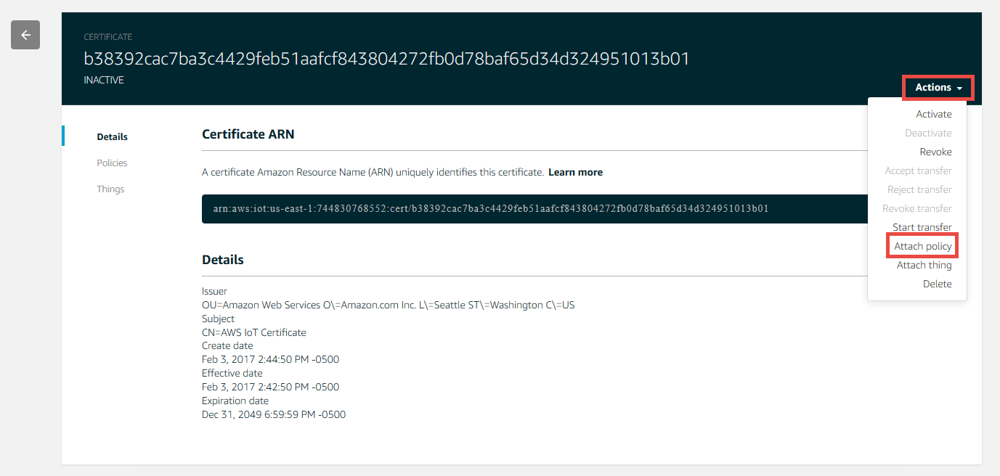 CERTIFICATE
b38392cac7ba3c4429feb51aafcf843804272fb0d78baf65d34d324951013b01
INACTIVE
Actions
Activate
Deactivate
Revoke
Accept transfer
Reject transfer
Revoke transfer
Start transfer
Attach policy
Attach thing
Delete
Details
Policies
Things
Certificate ARN
A certificate Amazon Resource Name (ARN) uniquely identifies this certificate. Learn more
arn:aws:iot:us-east-1:744830768552:cert/b38392cac7ba3c4429feb51aafcf843804272fb0d78baf65d34d324951013b01
Details
Issuer
OU=Amazon Web Services O\=Amazon.com Inc. L\=Seattle ST\=Washington C\=US
Subject
CN=AWS IoT Certificate
Create date
Feb 3, 2017 2:44:50 PM -0500
Effective date
Feb 3, 2017 2:42:50 PM -0500
Expiration date
Dec 31, 2049 6:59:59 PM -0500